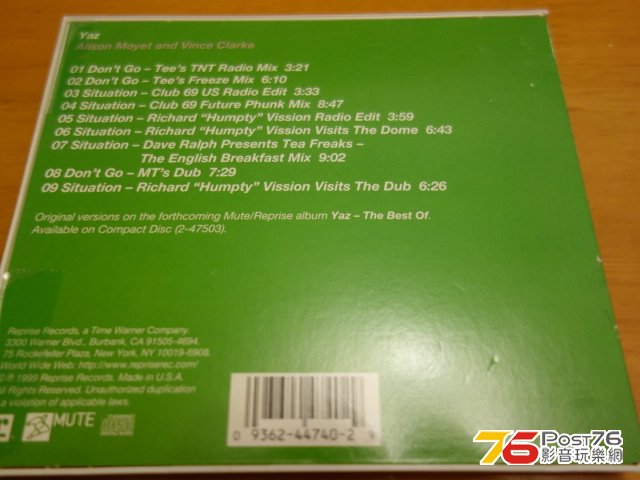 Yaz
Alison Moyet and Vince Clarke
01 Don't Go – Tee's TNT Radio Mix 3:21
02 Don't Go – Tee's Freeze Mix 6:10
03 Situation – Club 69 US Radio Edit 3:33
04 Situation – Club 69 Future Phunk Mix 8:47
05 Situation – Richard "Humpty" Vission Radio Edit 3:59
06 Situation – Richard "Humpty" Vission Visits The Dome 6:43
07 Situation – Dave Ralph Presents Tea Freaks –
The English Breakfast Mix 9:02
08 Don't Go – MT's Dub 7:29
09 Situation – Richard "Humpty" Vission Visits The Dub 6:26
Original versions on the forthcoming Mute/Reprise album Yaz – The Best Of.
Available on Compact Disc (2-47503).
Reprise Records, a Time Warner Company.
3300 Warner Blvd., Burbank, CA 91505-4694.
75 Rockefeller Plaza, New York, NY 10019-6908.
World Wide Web: http://www.repriserec.com/
©℗ 1999 Reprise Records. Made in U.S.A.
All Rights Reserved. Unauthorized duplication
a violation of applicable laws.
MUTE
0 9362-44740-2 9
76 Post76
影音玩樂網